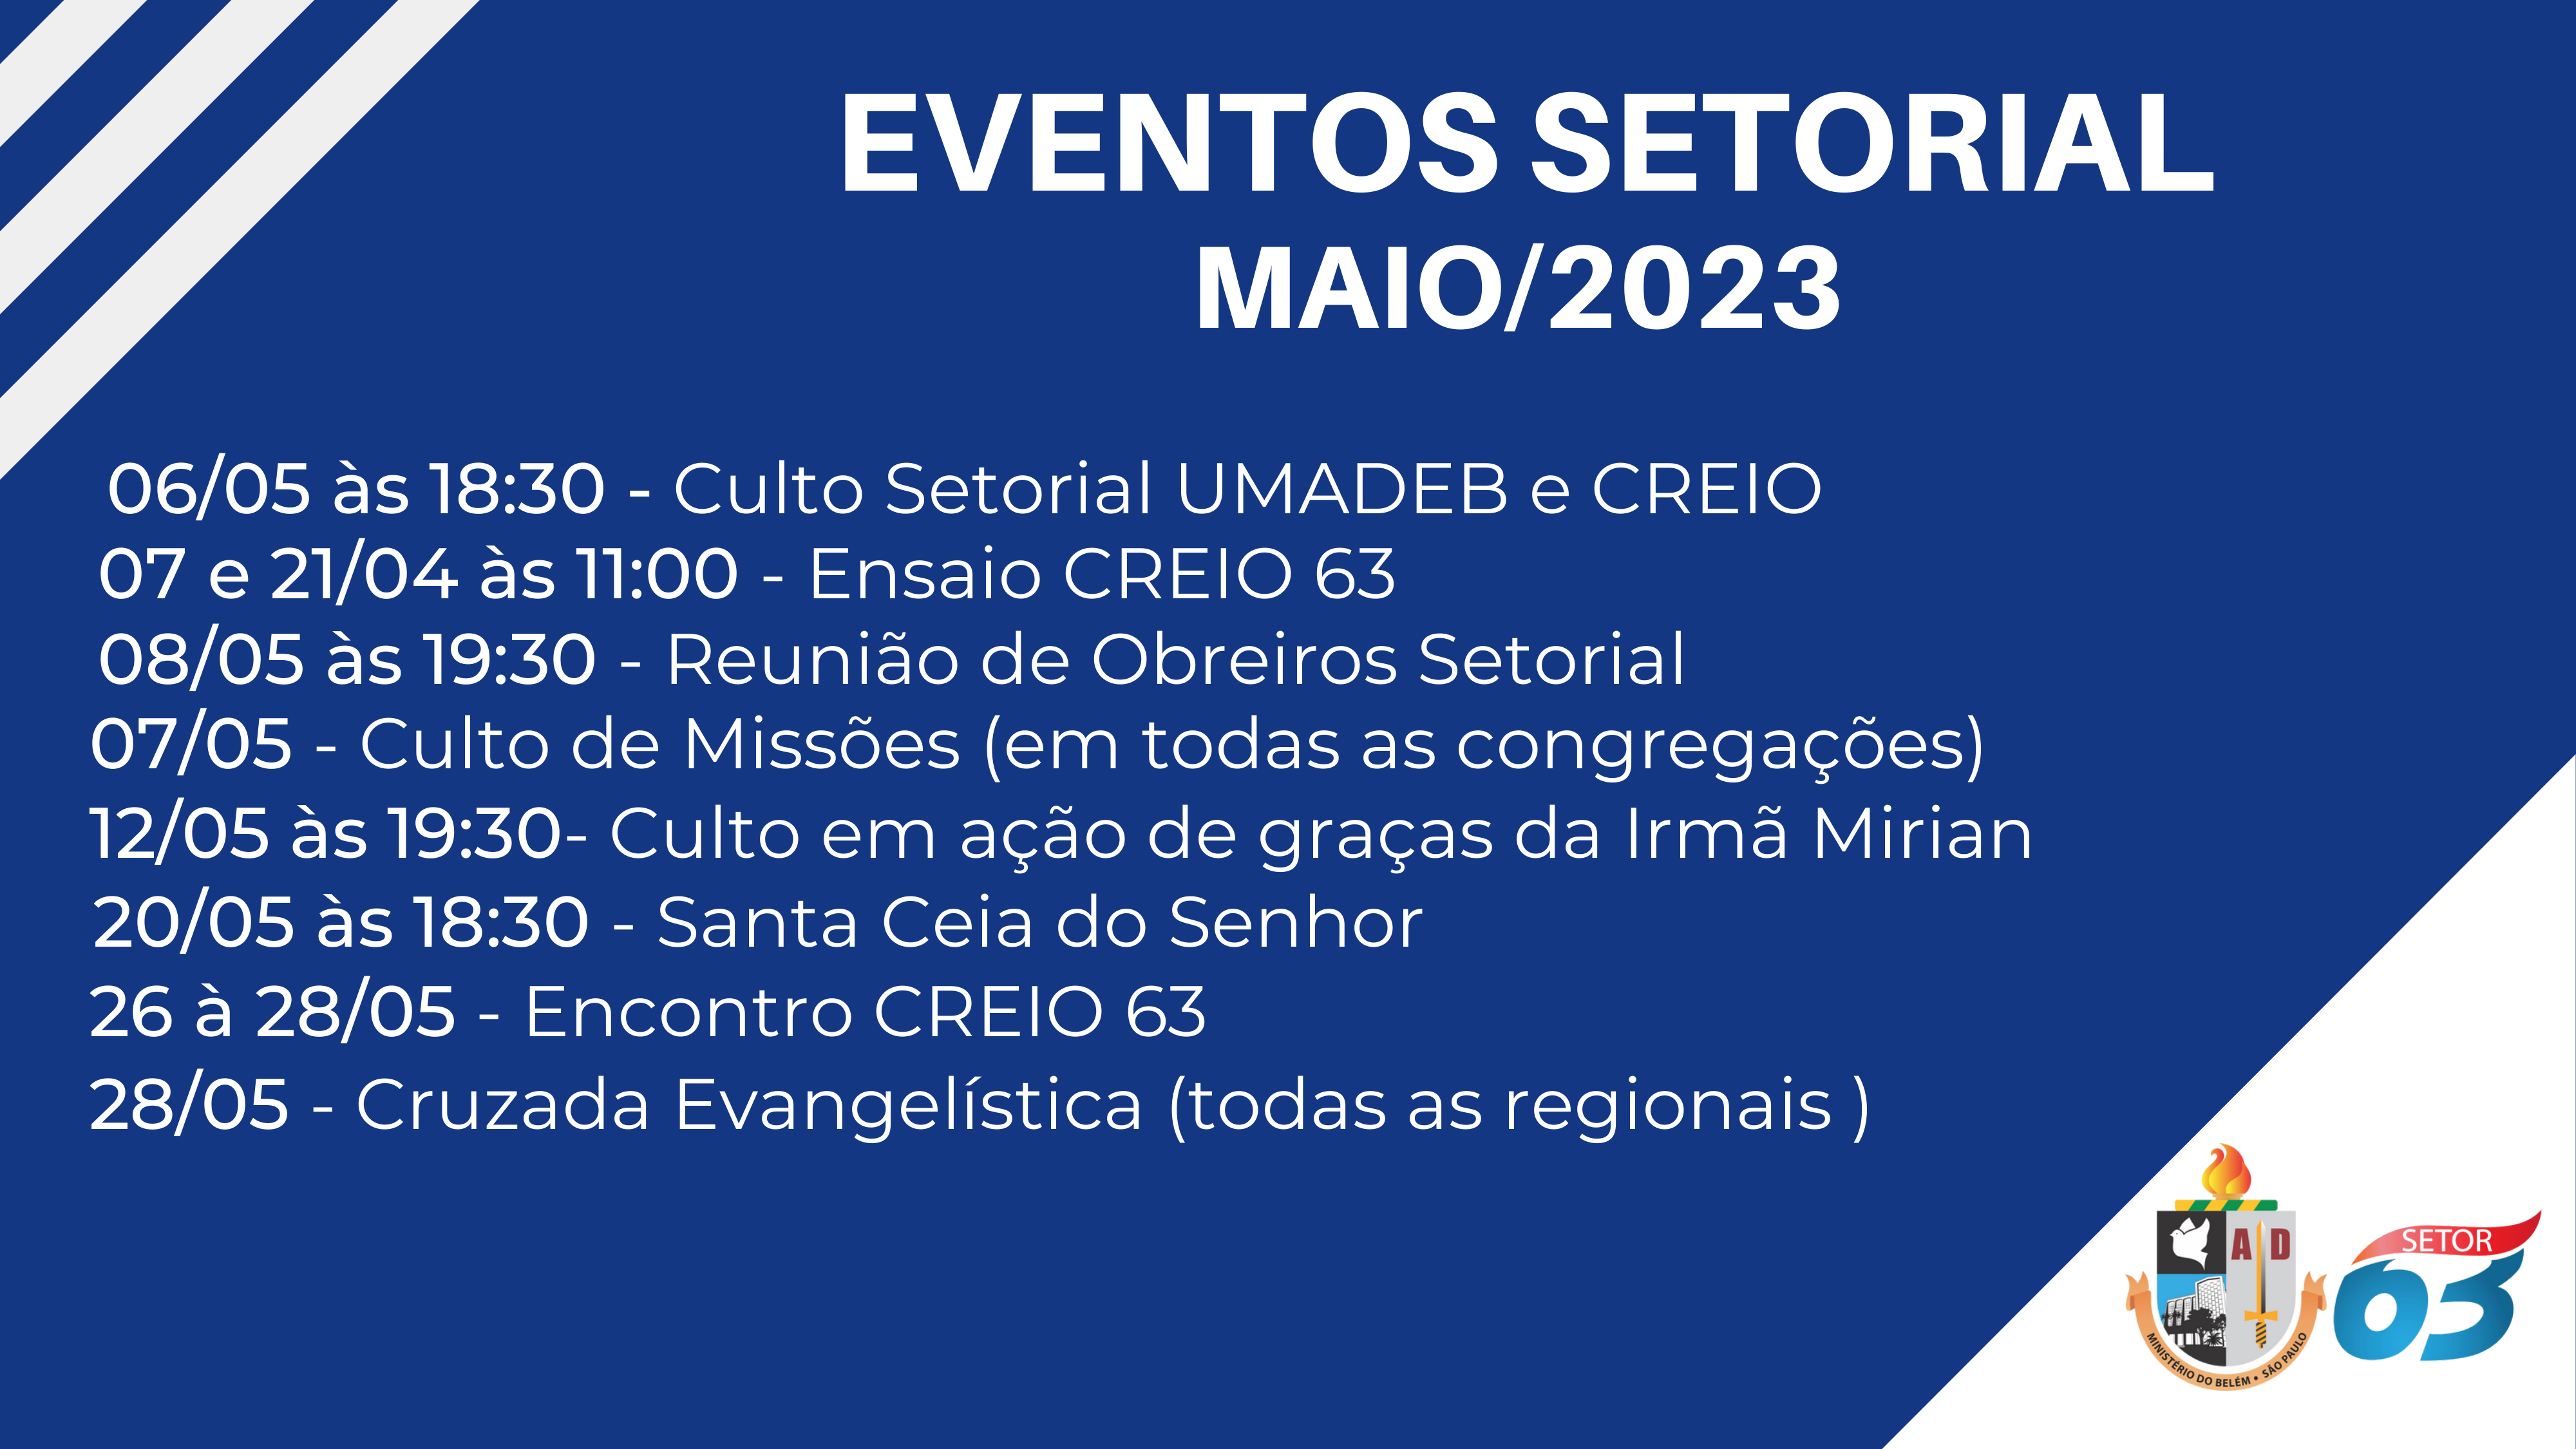 EVENTOS SETORIAL
MAIO/2023
06/05 às 18:30 - Culto Setorial UMADEB e CREIO
07 e 21/04 às 11:00 - Ensaio CREIO 63
08/05 às 19:30 - Reunião de Obreiros Setorial
07/05 - Culto de Missões (em todas as congregações)
12/05 às 19:30- Culto em ação de graças da Irmã Mirian
20/05 às 18:30 - Santa Ceia do Senhor
26 à 28/05 - Encontro CREIO 63
28/05 - Cruzada Evangelística (todas as regionais )
A D
MINISTÉRIO DO BELÉM • SÃO PAULO
SETOR
63